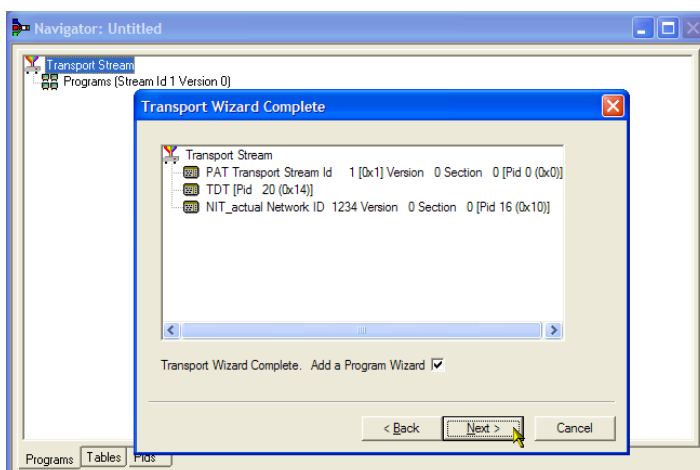 Navigator: Untitled
Transport Stream
Programs (Stream Id 1 Version 0)
Transport Wizard Complete
Transport Stream
PAT Transport Stream Id 1 [0x1] Version 0 Section 0 [Pid 0 (0x0)]
TDT [Pid 20 (0x14)]
NIT_actual Network ID 1234 Version 0 Section 0 [Pid 16 (0x10)]
Transport Wizard Complete. Add a Program Wizard
< Back Next > Cancel
Programs Tables Pids